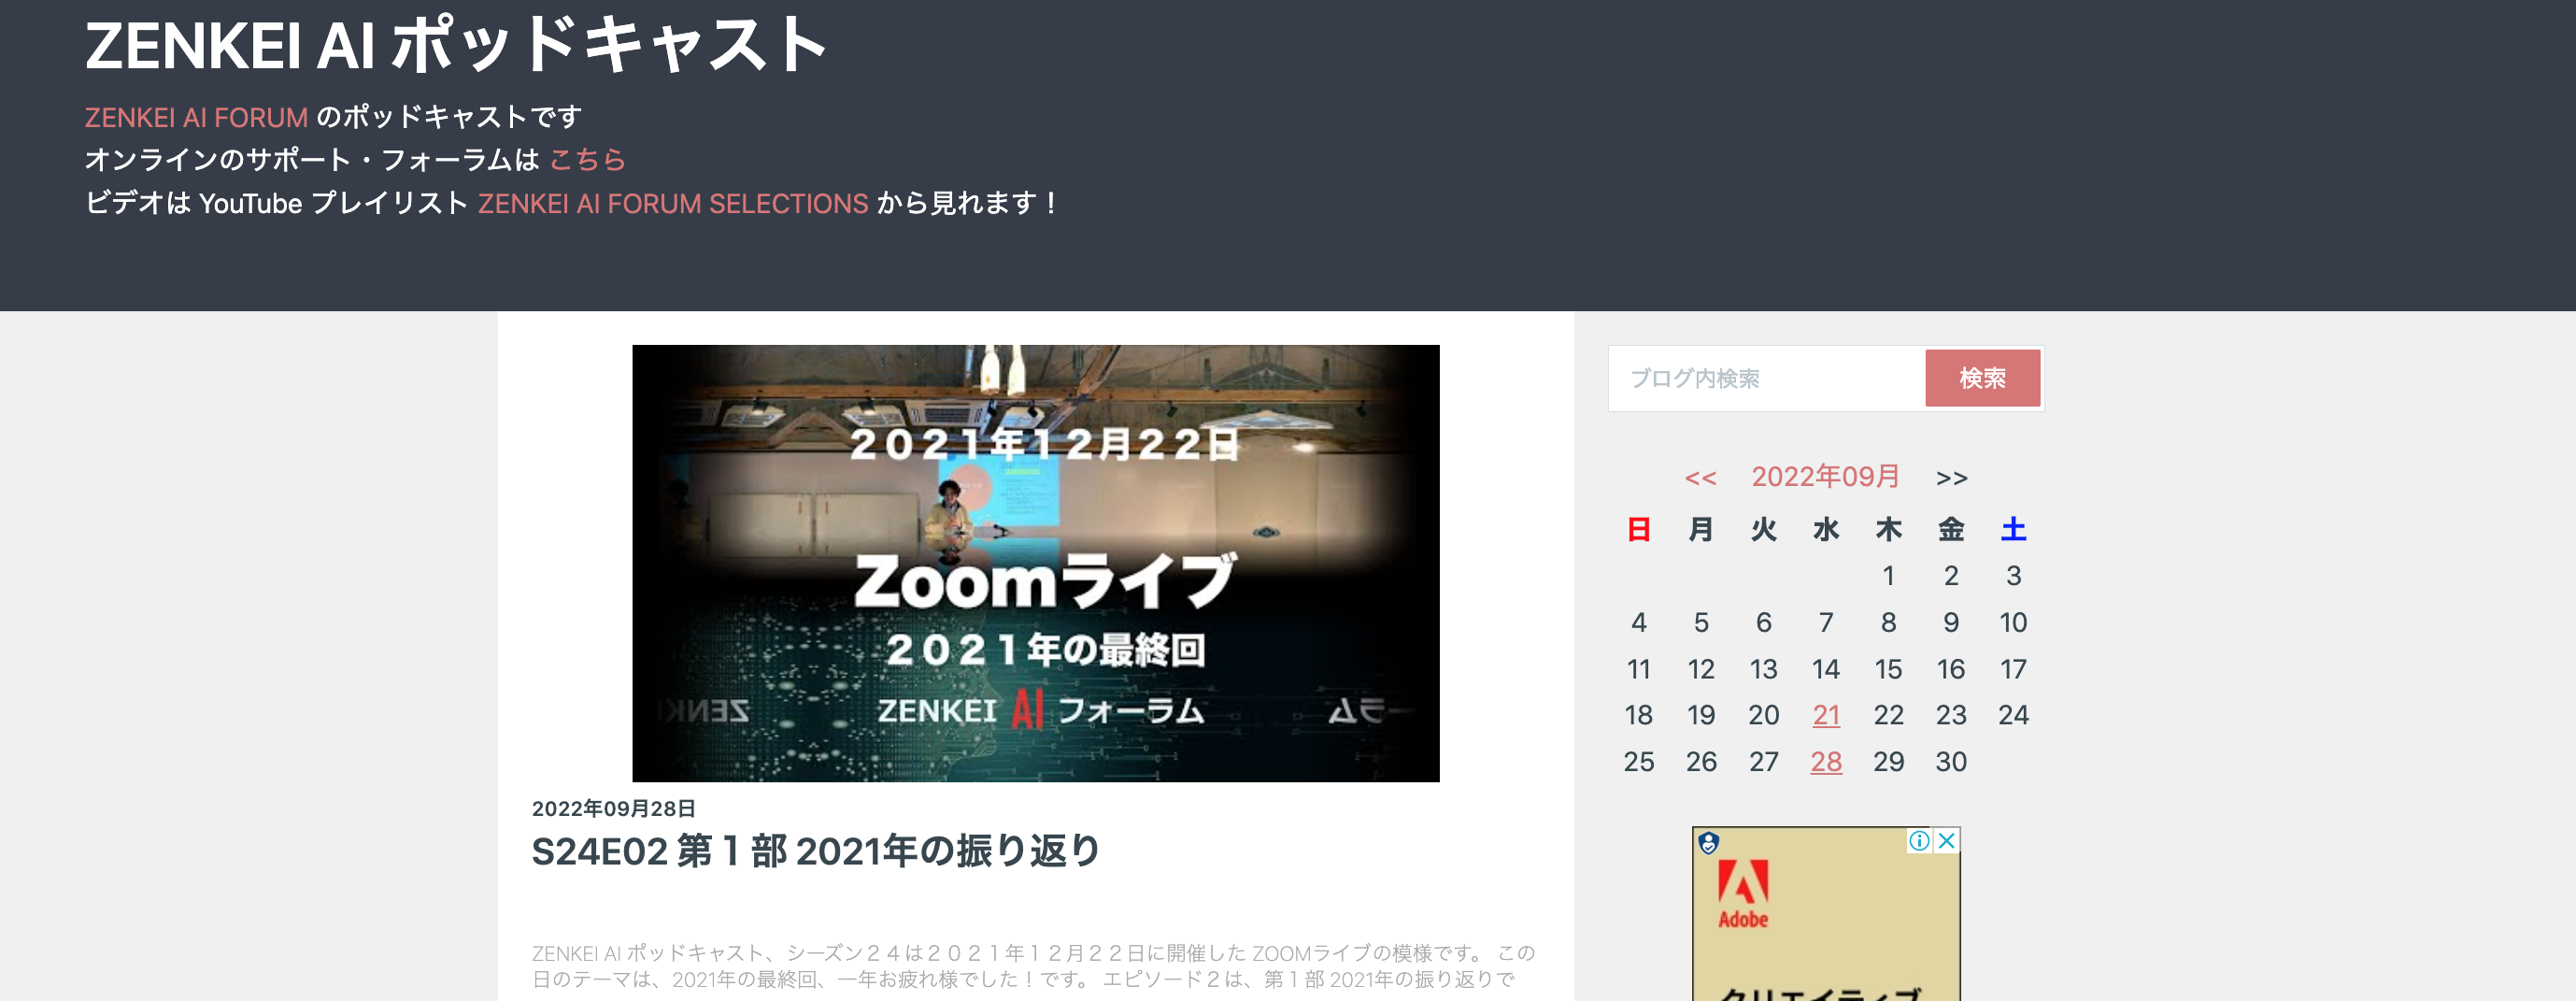 ZENKEI AI ポッドキャスト
ZENKEI AI FORUM のポッドキャストです
オンラインのサポート・フォーラムは こちら
ビデオは YouTube プレイリスト ZENKEI AI FORUM SELECTIONS から見れます！
２０２１年１２月２２日
Zoomライブ
２０２１年の最終回
ZENKEI AI フォーラム
2022年09月28日
S24E02 第１部 2021年の振り返り
ZENKEI AI ポッドキャスト、シーズン２４は２０２１年１２月２２日に開催した ZOOMライブの模様です。 この
日のテーマは、2021年の最終回、一年お疲れ様でした！です。 エピソード２は、第１部 2021年の振り返りで
ブログ内検索 検索
<< 2022年09月 >>
日 月 火 水 木 金 土
1 2 3
4 5 6 7 8 9 10
11 12 13 14 15 16 17
18 19 20 21 22 23 24
25 26 27 28 29 30
Adobe
クリエイティブ